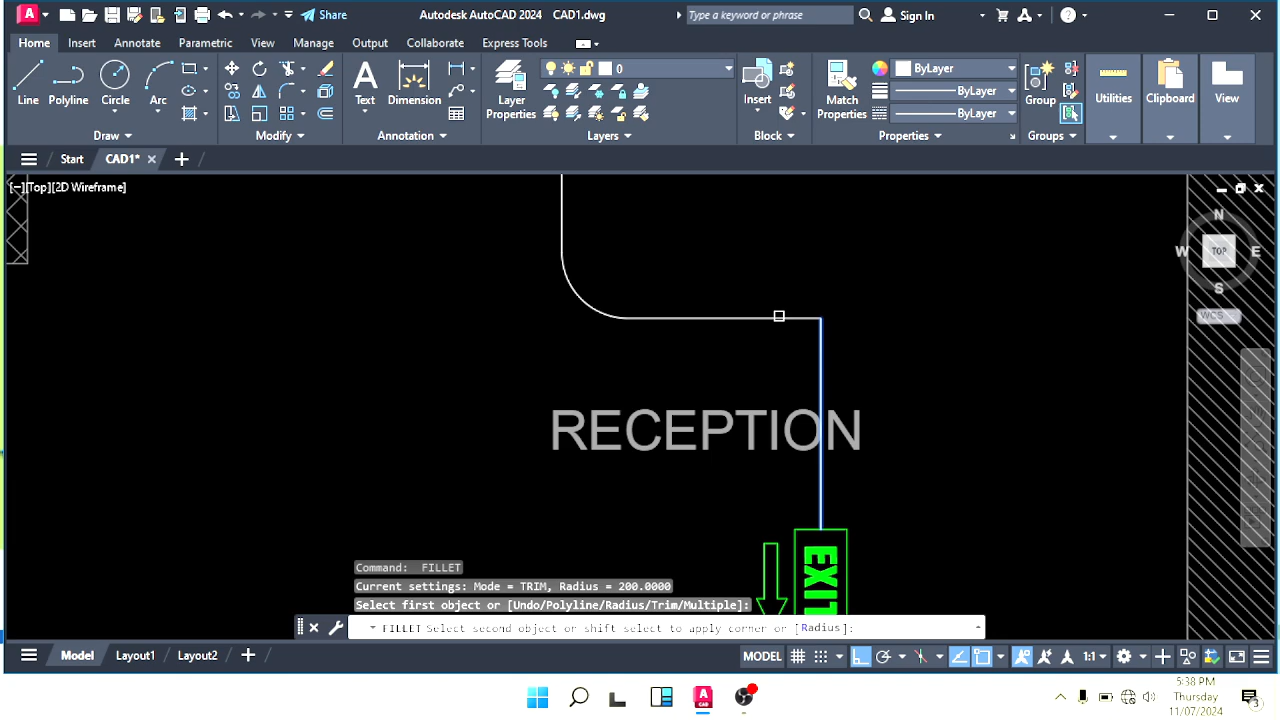 Share
Autodesk AutoCAD 2024 CAD1.dwg
Type a keyword or phrase
Sign In
Home Insert Annotate Parametric View Manage Output Collaborate Express Tools
Line Polyline Circle Arc
Text Dimension
Layer Properties
0
Insert
Match Properties
ByLayer
ByLayer
ByLayer
Group
Utilities
Clipboard
View
Draw Modify Annotation Layers Block Properties Groups
Start CAD1*
[−][Top][2D Wireframe]
N
W TOP E
S
WCS
RECEPTION
EXIT
Command: FILLET
Current settings: Mode = TRIM, Radius = 200.0000
Select first object or [Undo/Polyline/Radius/Trim/Multiple]:
FILLET Select second object or shift select to apply corner or [Radius]:
Model Layout1 Layout2
MODEL
1:1
5:38 PM
Thursday
11/07/2024
3